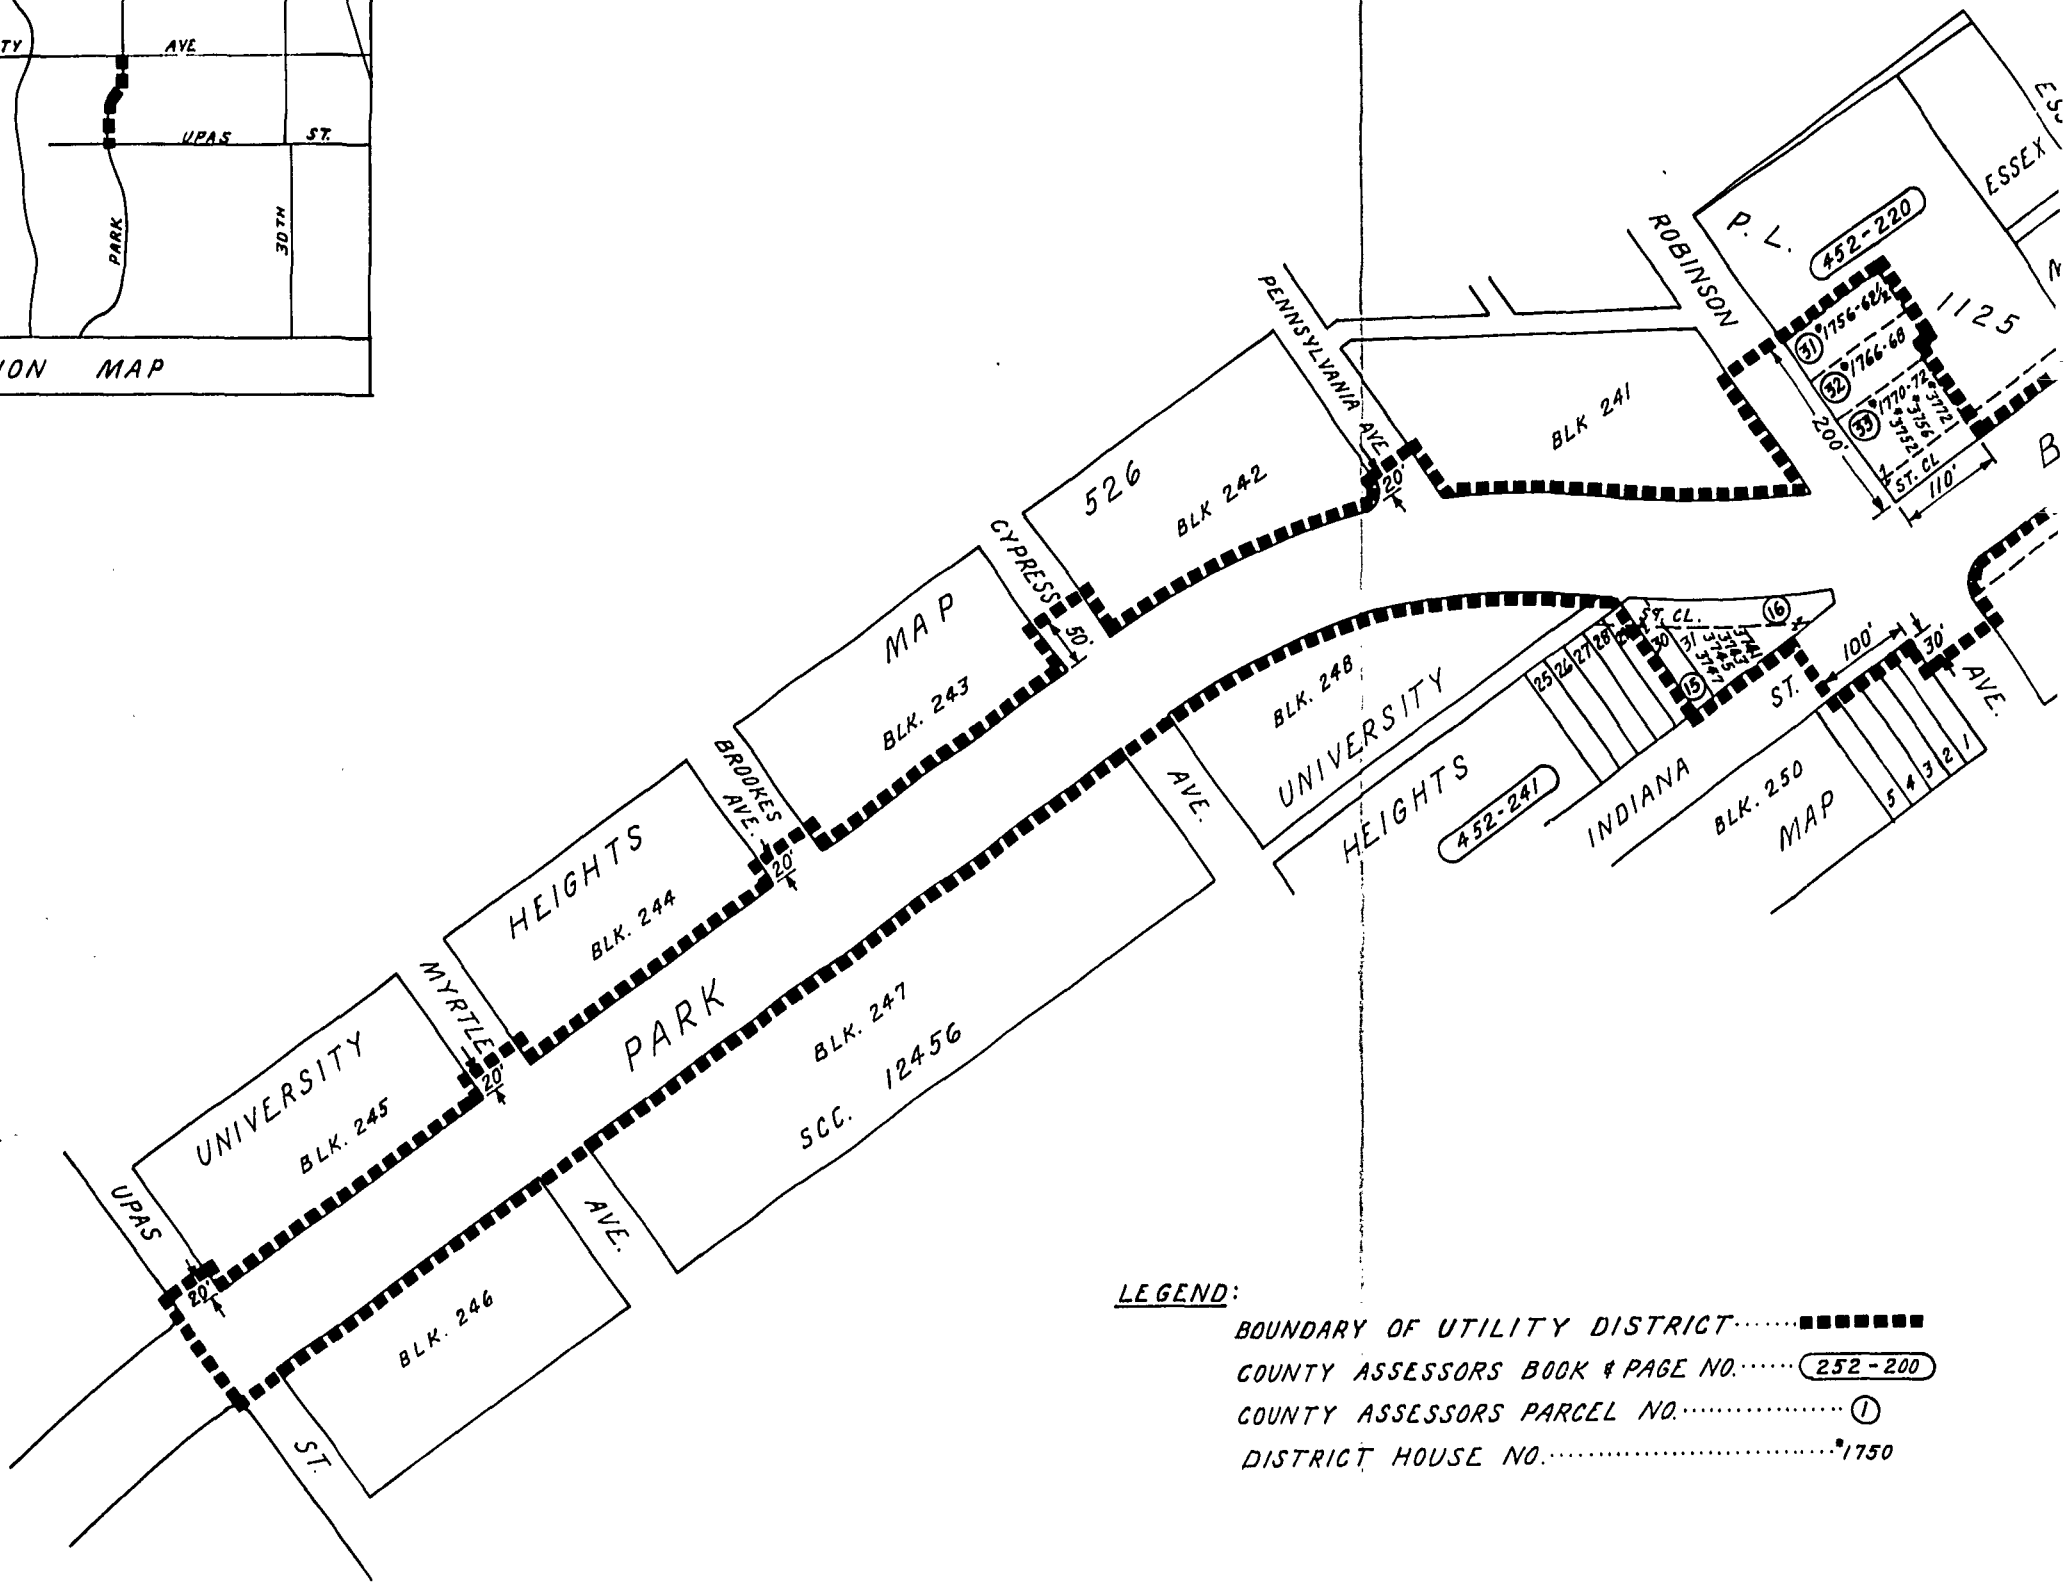 TY
AVE
UPAS ST.
PARK
30TH
ION MAP
ESSEX
ROBINSON
P. L.
452-220
1125
31 1756-62½
32 1766-68
33 1770-72
3772
3756
3752
ST. CL
200'
110'
PENNSYLVANIA AVE
BLK 241
20'
526
BLK 242
CYPRESS
50'
MAP
BLK. 243
BROOKES
AVE.
20'
HEIGHTS
BLK. 244
MYRTLE
20'
UNIVERSITY
BLK. 245
UPAS
20'
PARK
BLK. 248
UNIVERSITY
HEIGHTS
452-241
25 26 27 28
30 31
ST. CL.
16
15
3743
3745
3747
INDIANA ST.
100'
30'
AVE.
BLK. 250
MAP
5 4 3 2 1
AVE.
BLK. 247
SCC. 12456
AVE.
BLK. 246
ST.
LEGEND:
BOUNDARY OF UTILITY DISTRICT
COUNTY ASSESSORS BOOK & PAGE NO. 252-200
COUNTY ASSESSORS PARCEL NO. 1
DISTRICT HOUSE NO. 1750